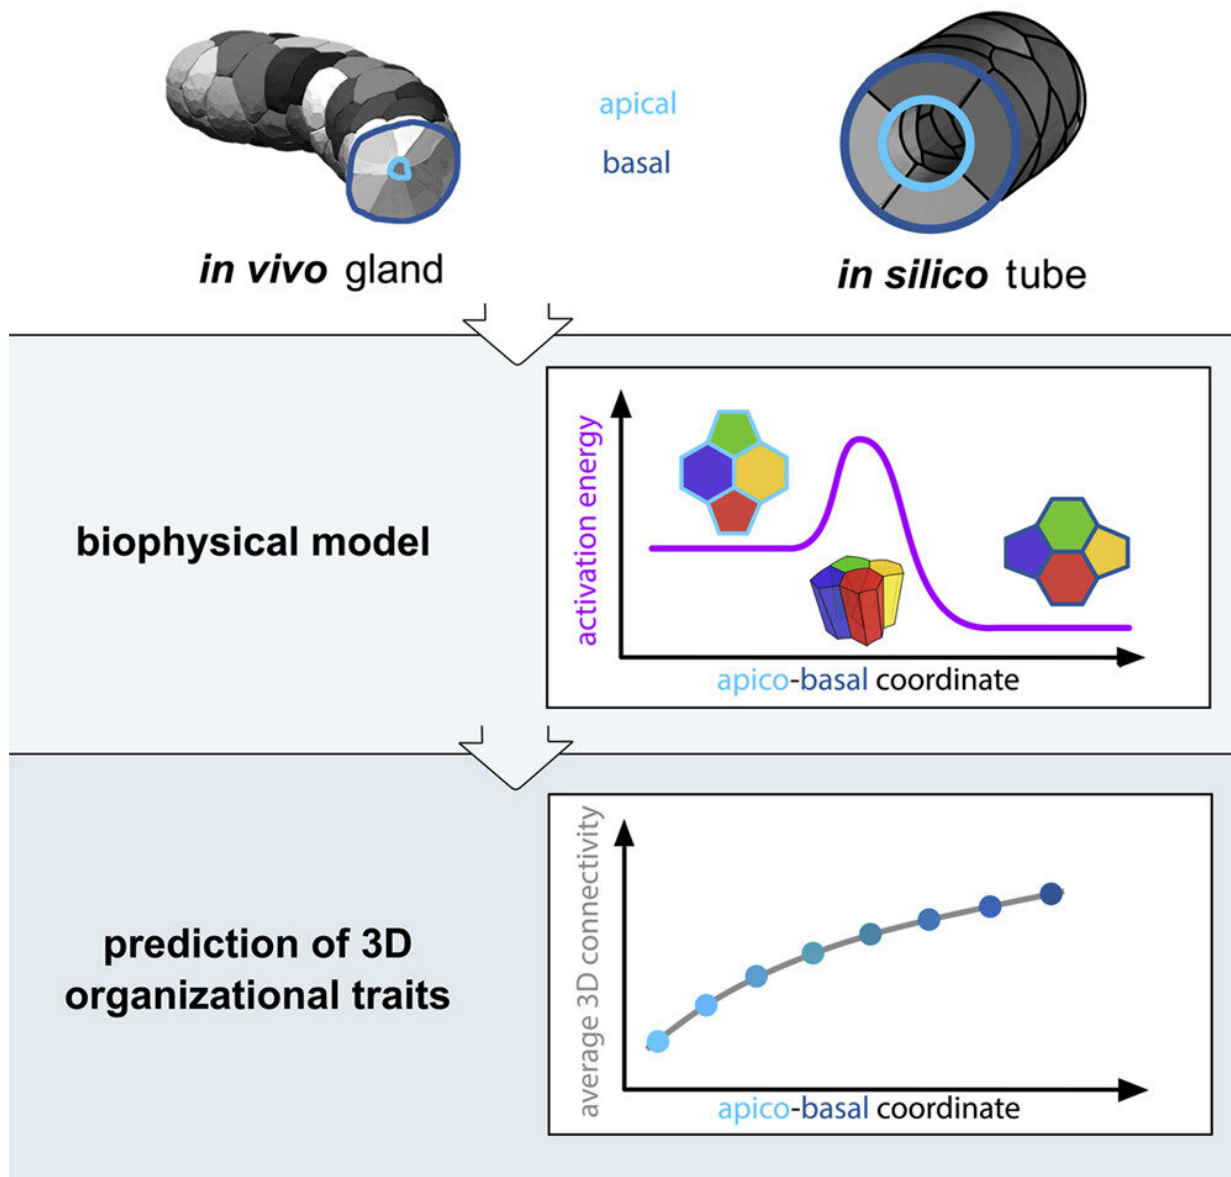 apical
basal
in vivo gland
in silico tube
biophysical model
activation energy
apico-basal coordinate
prediction of 3D
organizational traits
average 3D connectivity
apico-basal coordinate